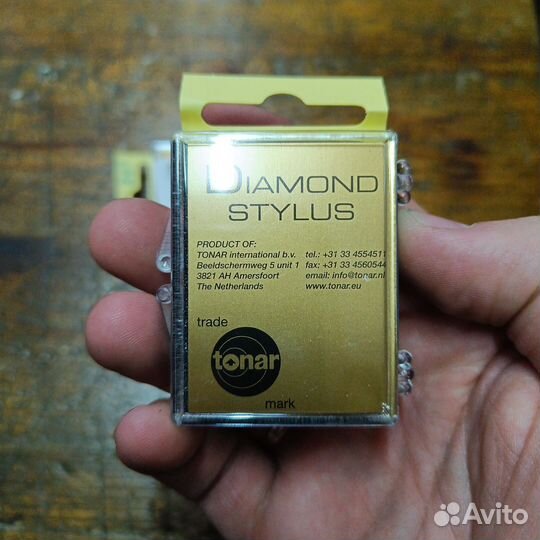 DIAMOND
STYLUS
PRODUCT OF:
TONAR international b.v. tel.: +31 33 4554511
Beeldschermweg 5 unit 1 fax: +31 33 4560544
3821 AH Amersfoort email: info@tonar.nl
The Netherlands www.tonar.eu
trade
tonar
mark
Avito